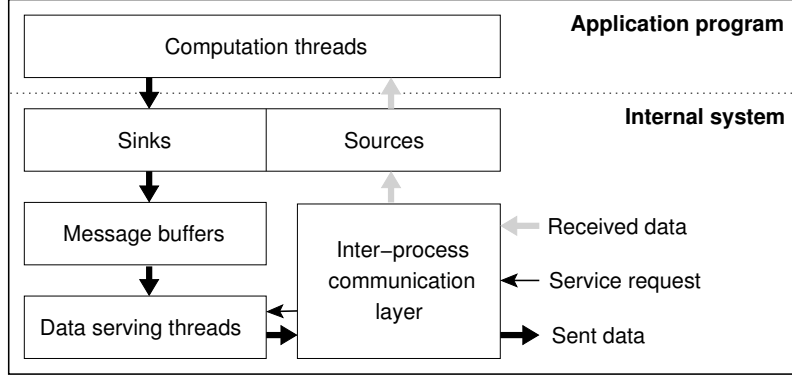 Application program
Computation threads
Internal system
Sinks
Sources
Message buffers
Inter−process
communication
layer
Received data
Service request
Data serving threads
Sent data